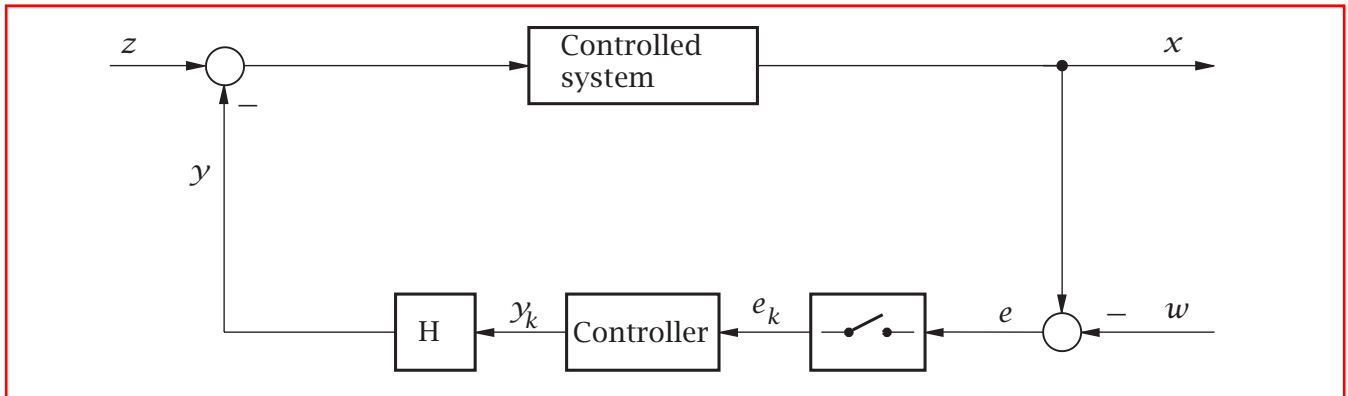 z
Controlled
system
x
−
y
H
y_k
Controller
e_k
e
−
w